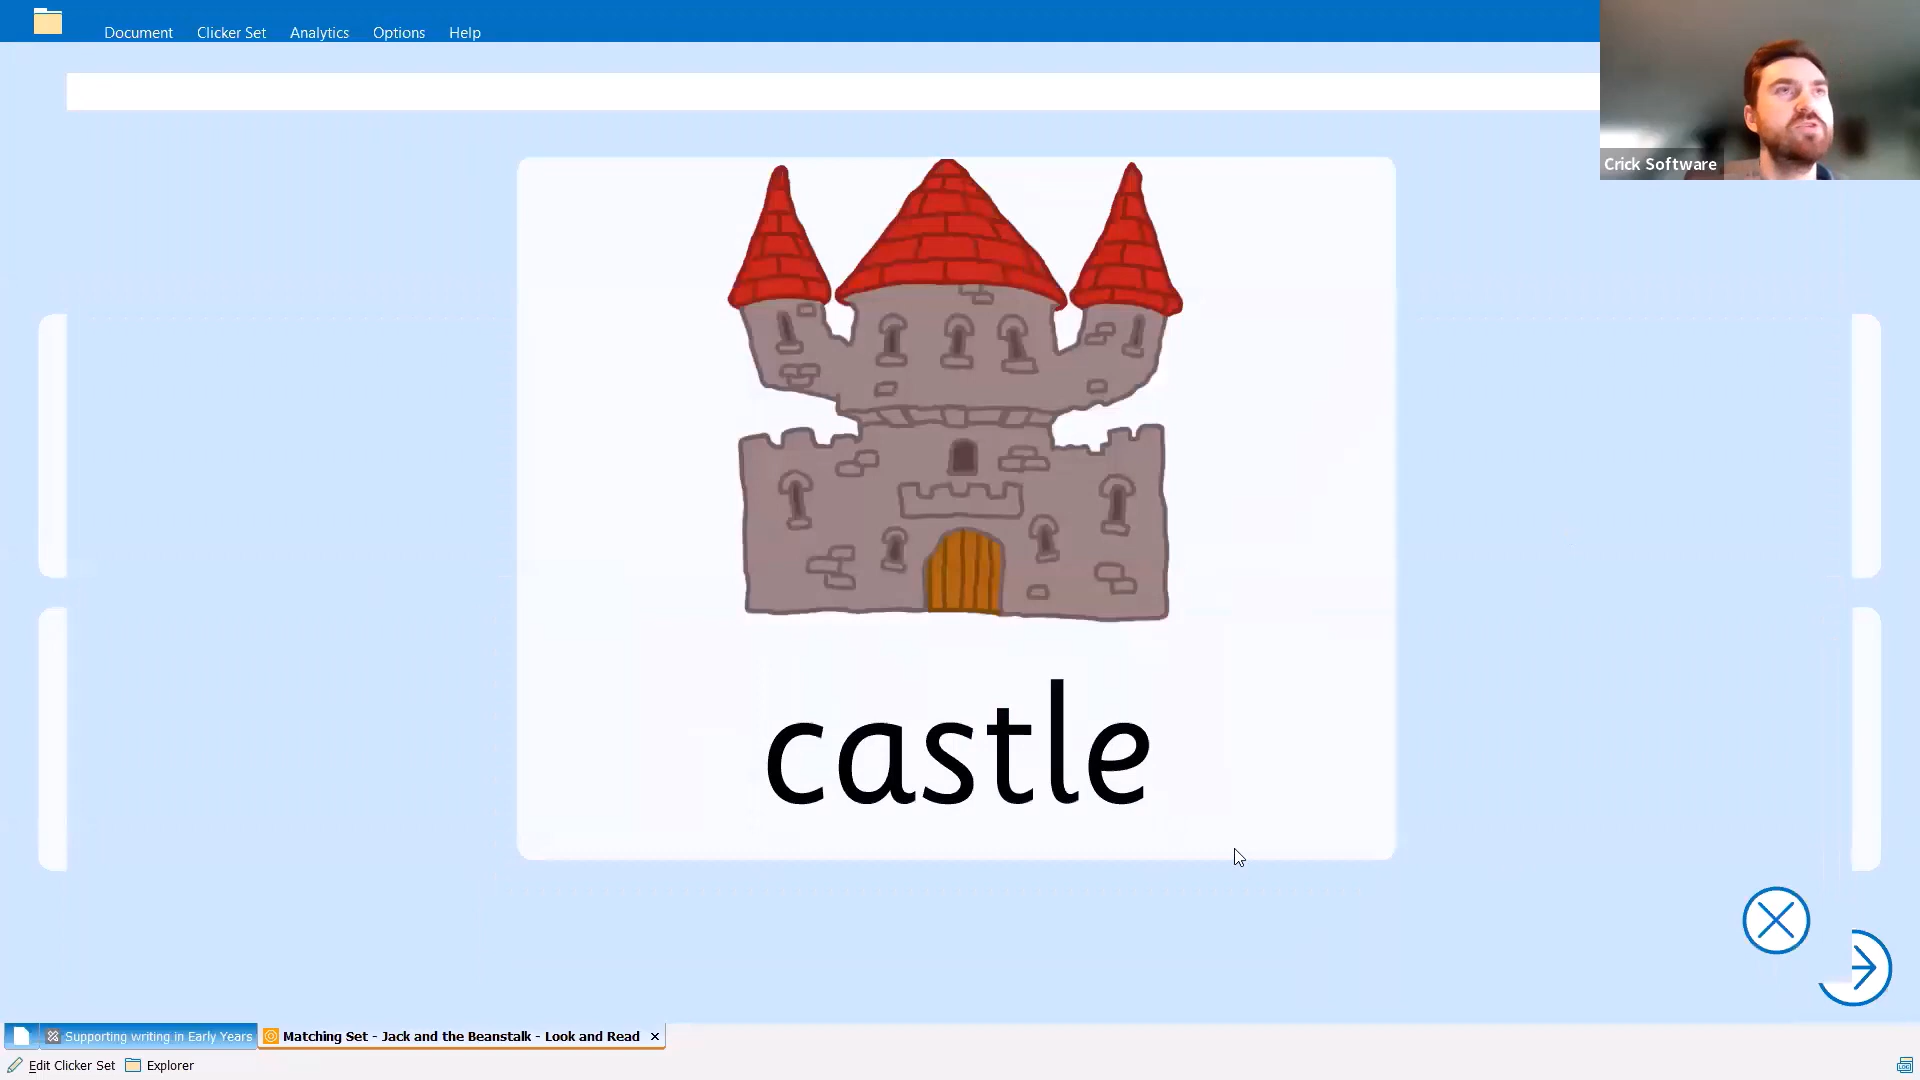 Document Clicker Set Analytics Options Help
Crick Software
castle
Supporting writing in Early Years
Matching Set - Jack and the Beanstalk - Look and Read
Edit Clicker Set Explorer